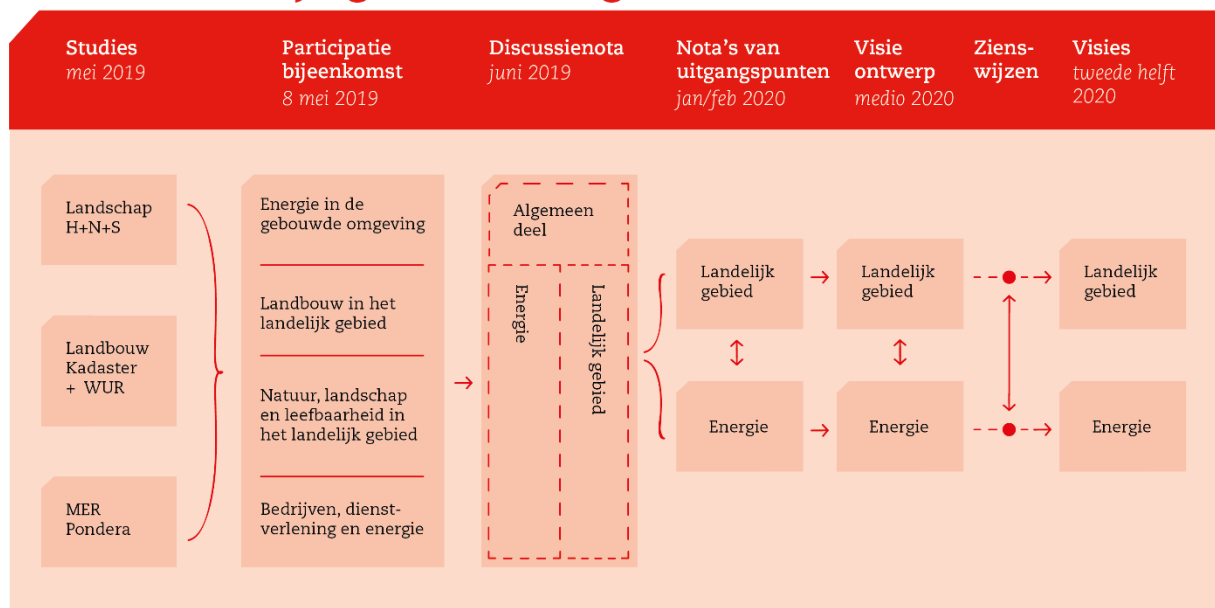 Studies
mei 2019
Participatie
bijeenkomst
8 mei 2019
Discussienota
juni 2019
Nota's van
uitgangspunten
jan/feb 2020
Visie
ontwerp
medio 2020
Ziens-
wijzen
Visies
tweede helft
2020
Landschap
H+N+S
Landbouw
Kadaster
+ WUR
MER
Pondera
Energie in de
gebouwde omgeving
Landbouw in het
landelijk gebied
Natuur, landschap
en leefbaarheid in
het landelijk gebied
Bedrijven, dienst-
verlening en energie
Algemeen
deel
Energie
Landelijk gebied
Landelijk
gebied
Energie
Landelijk
gebied
Energie
Landelijk
gebied
Energie